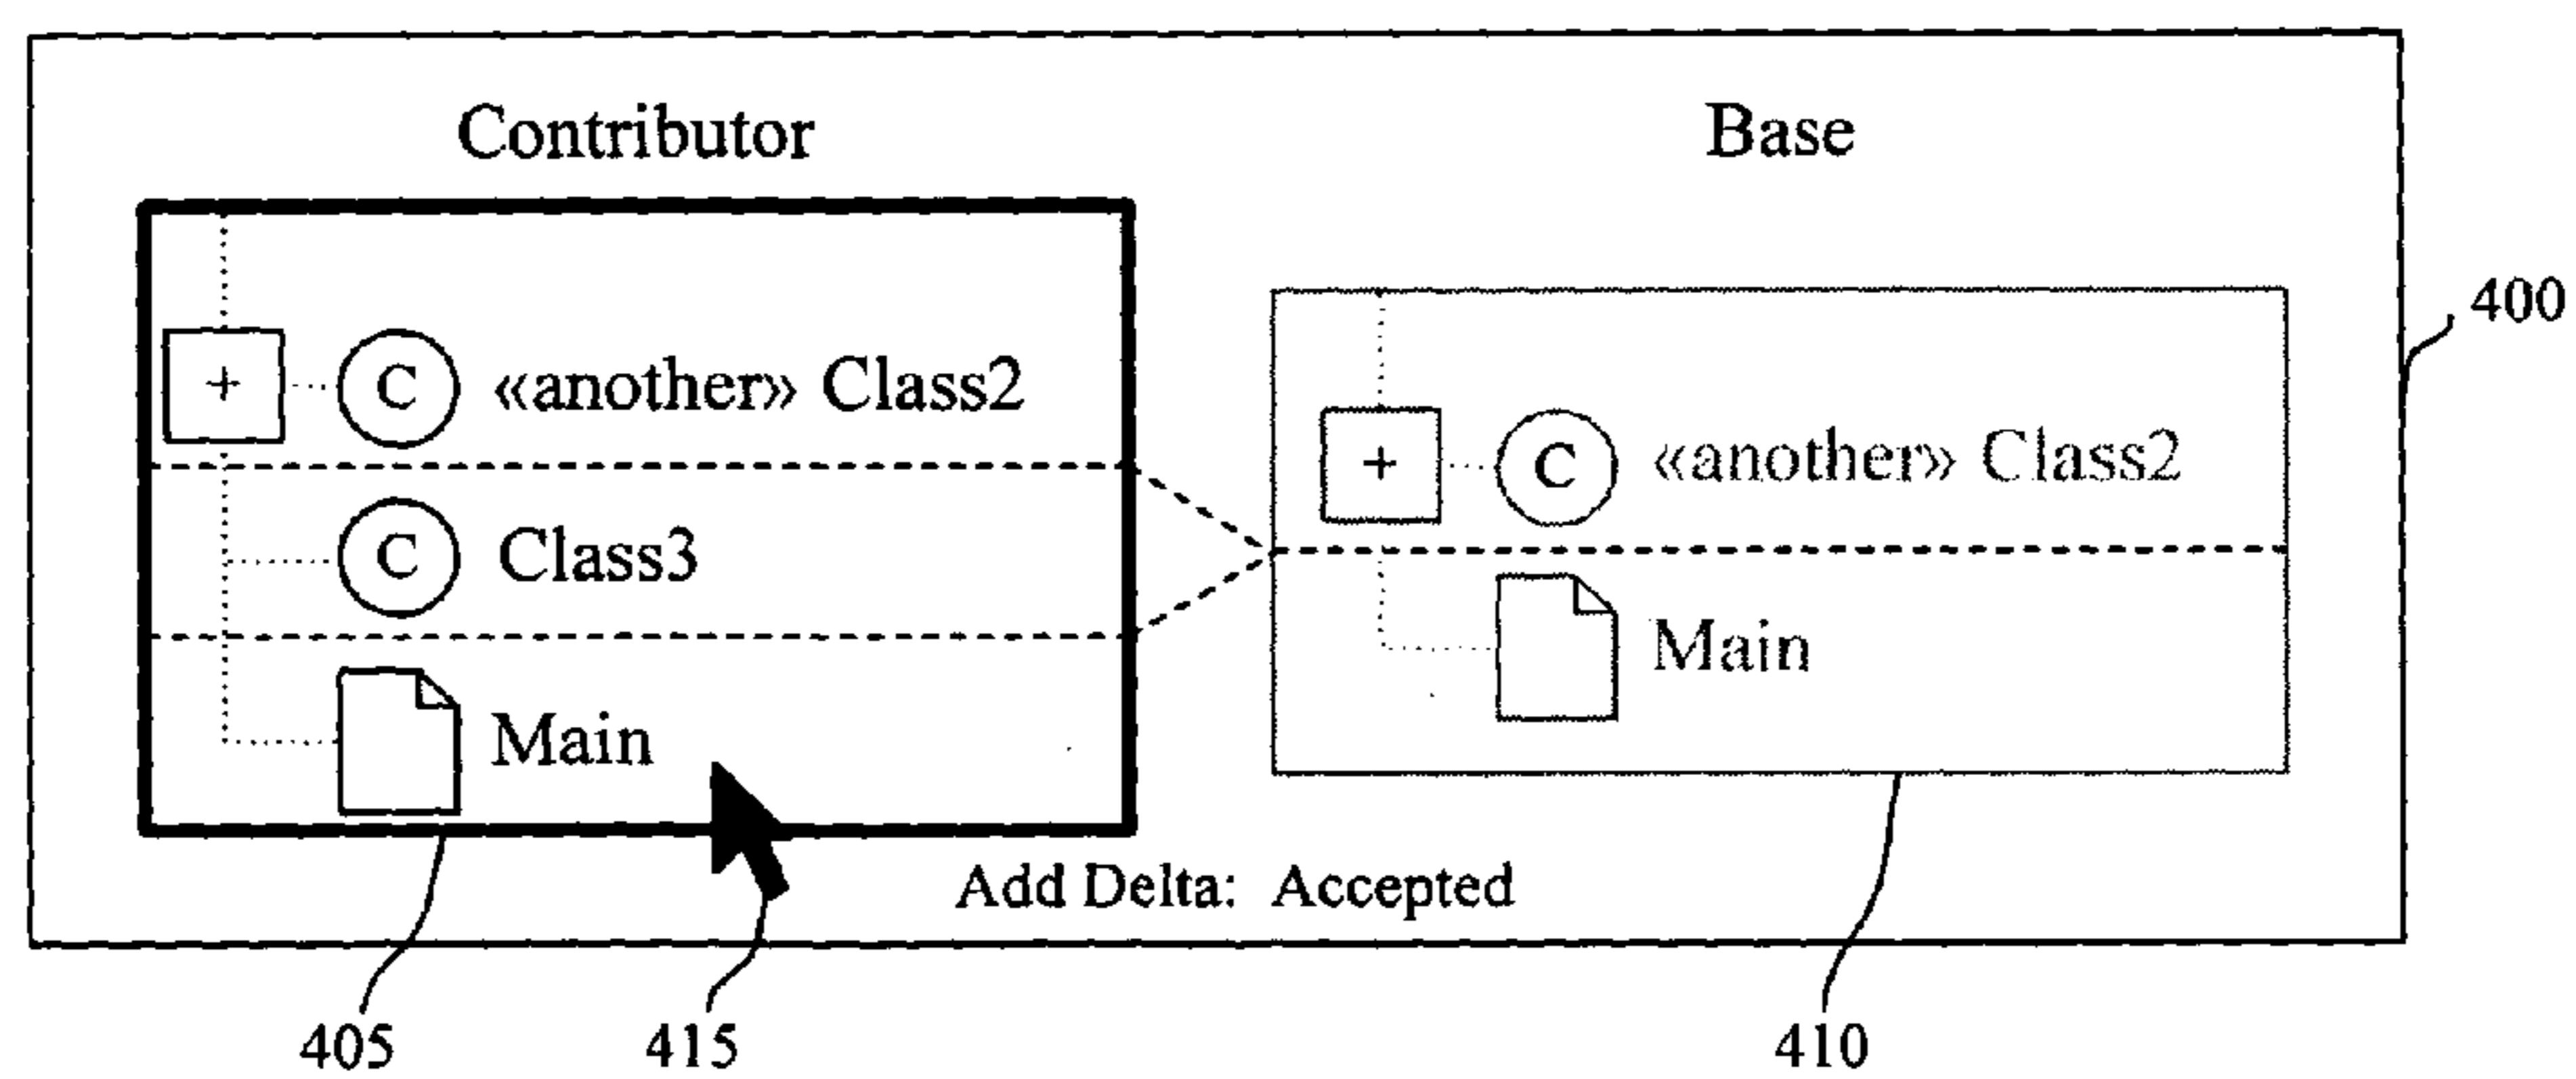 Contributor
Base
+ C «another» Class2
C Class3
Main
+ C «another» Class2
Main
Add Delta: Accepted
400
405
415
410